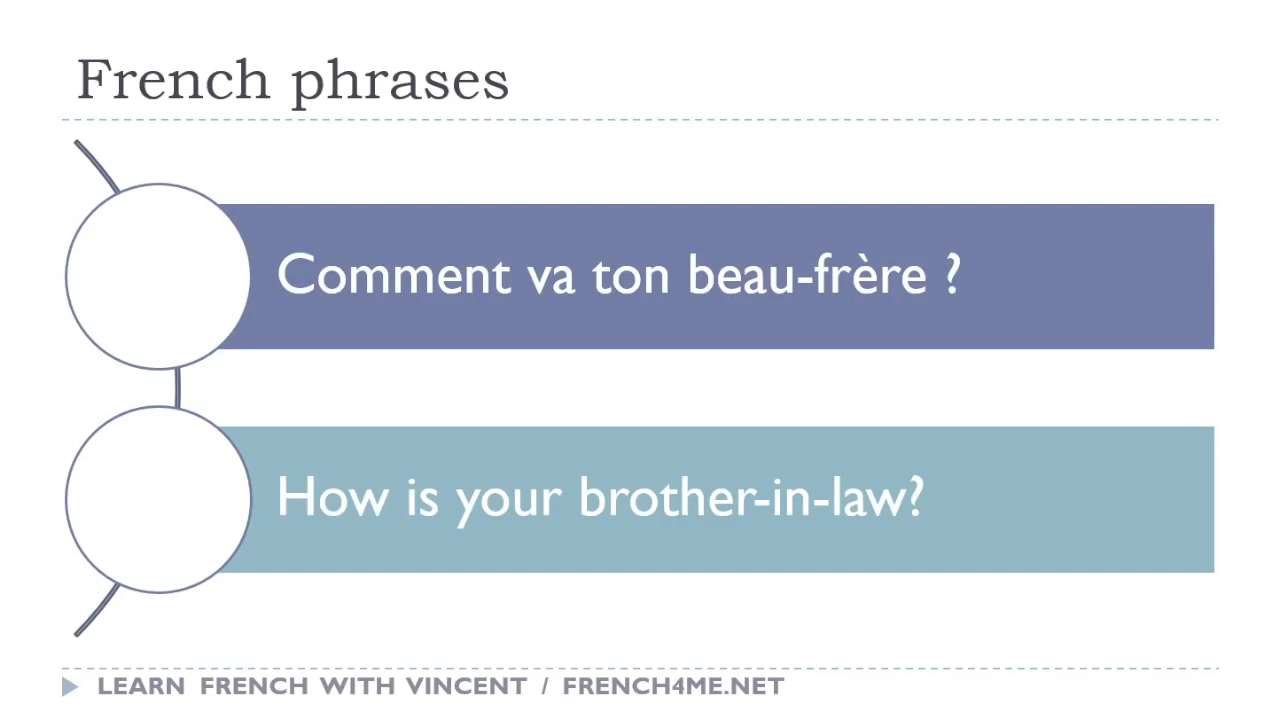 French phrases
Comment va ton beau-frère ?
How is your brother-in-law?
LEARN FRENCH WITH VINCENT / FRENCH4ME.NET